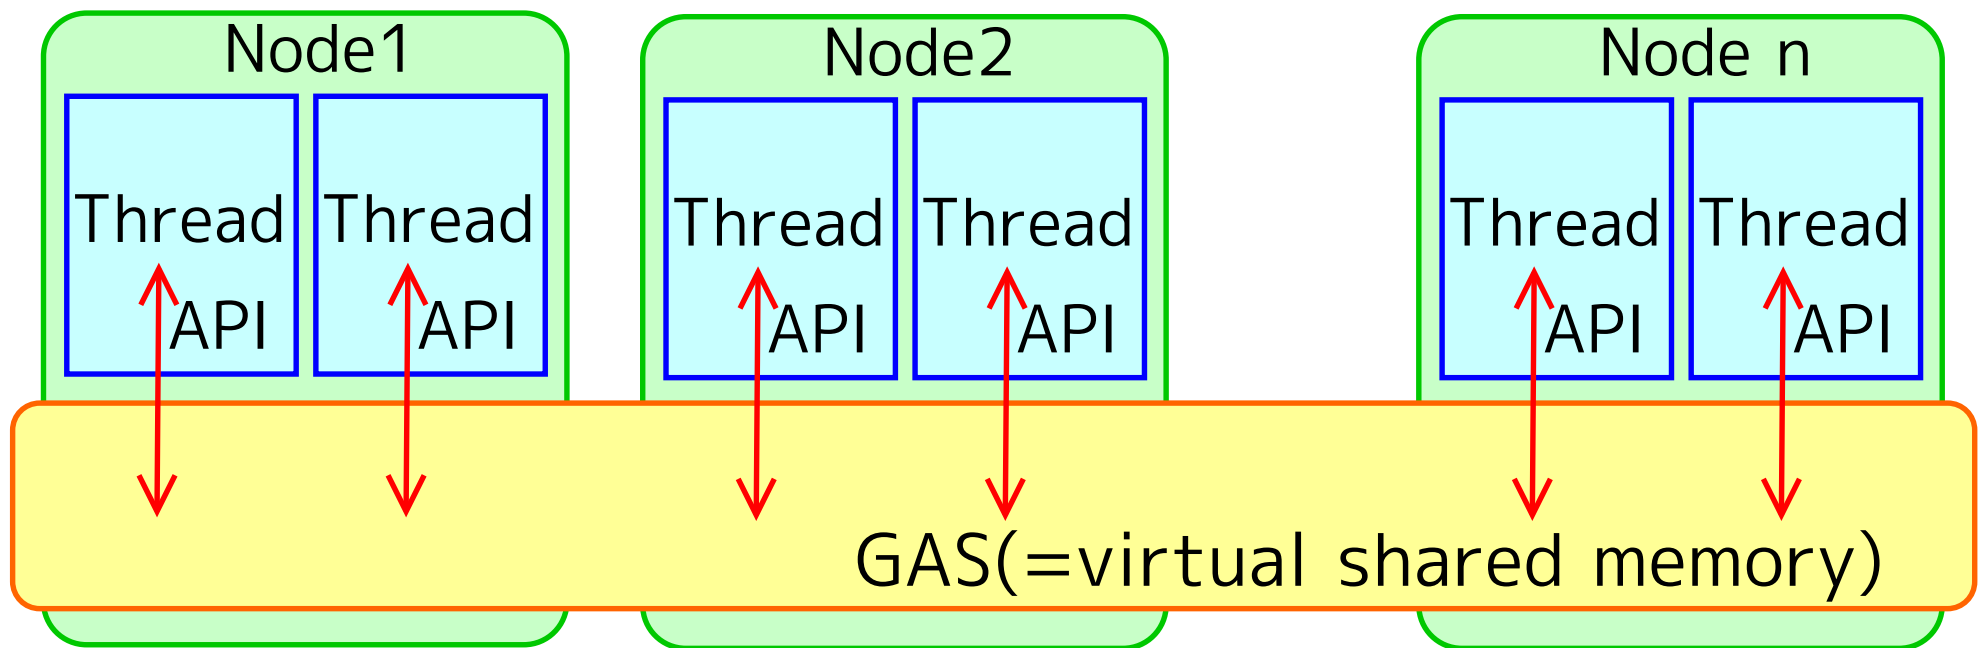 Node1 Node2 Node n
Thread Thread Thread Thread Thread Thread
API API API API API API
GAS(=virtual shared memory)